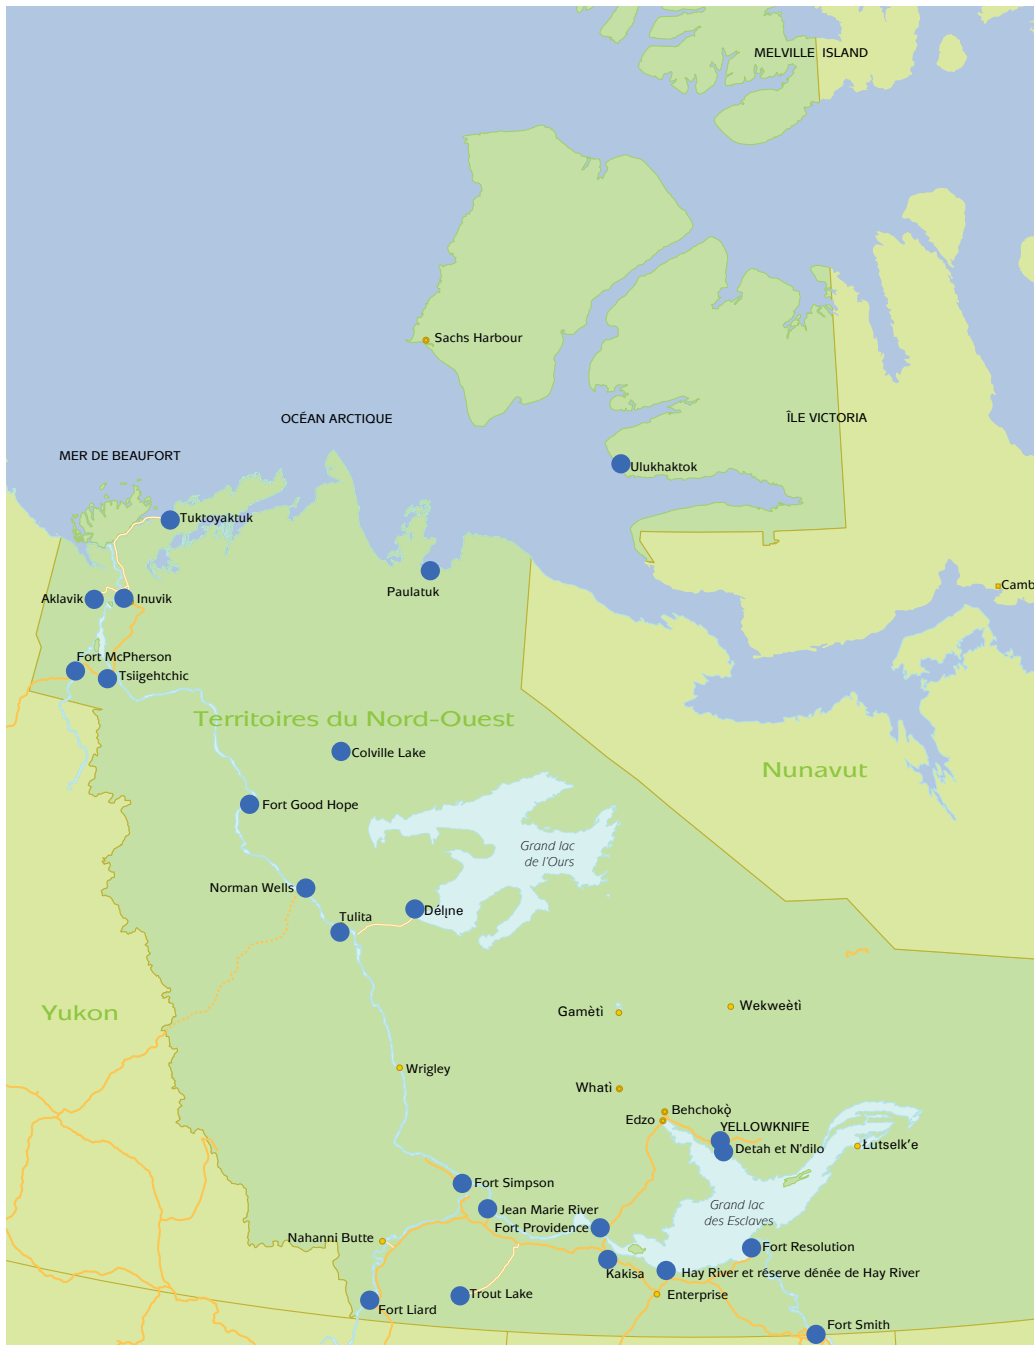 MELVILLE ISLAND
Sachs Harbour
OCÉAN ARCTIQUE
ÎLE VICTORIA
MER DE BEAUFORT
Ulukhaktok
Tuktoyaktuk
Paulatuk
Camb
Aklavik
Inuvik
Fort McPherson
Tsiigehtchic
Territoires du Nord-Ouest
Colville Lake
Nunavut
Fort Good Hope
Grand lac
de l'Ours
Norman Wells
Délı̨ne
Tulita
Yukon
Gamètì
Wekweètì
Wrigley
Whatì
Behchokǫ̀
Edzo
YELLOWKNIFE
Detah et N'dilo
Łutselk'e
Fort Simpson
Grand lac
des Esclaves
Jean Marie River
Fort Providence
Nahanni Butte
Fort Resolution
Kakisa
Hay River et réserve dénée de Hay River
Trout Lake
Enterprise
Fort Liard
Fort Smith